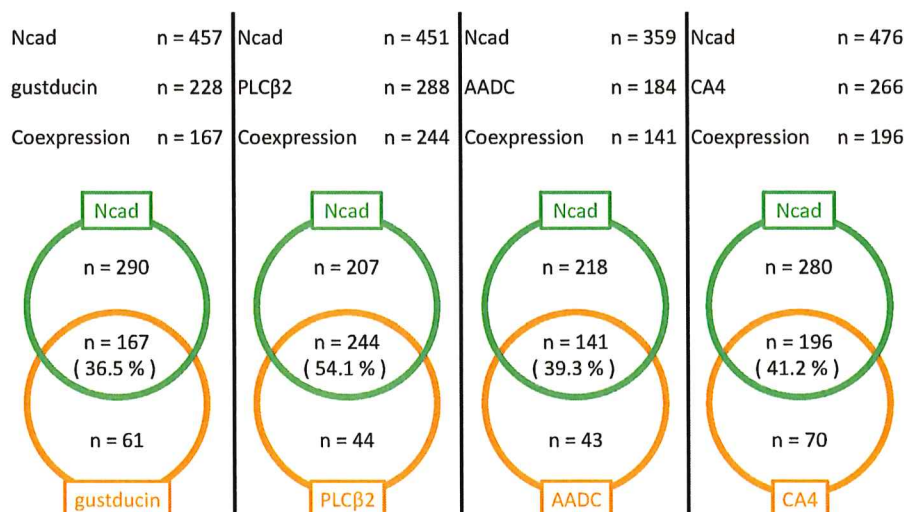 Ncad n = 457
gustducin n = 228
Coexpression n = 167
Ncad
n = 290
n = 167
( 36.5 % )
n = 61
gustducin
Ncad n = 451
PLCβ2 n = 288
Coexpression n = 244
Ncad
n = 207
n = 244
( 54.1 % )
n = 44
PLCβ2
Ncad n = 359
AADC n = 184
Coexpression n = 141
Ncad
n = 218
n = 141
( 39.3 % )
n = 43
AADC
Ncad n = 476
CA4 n = 266
Coexpression n = 196
Ncad
n = 280
n = 196
( 41.2 % )
n = 70
CA4